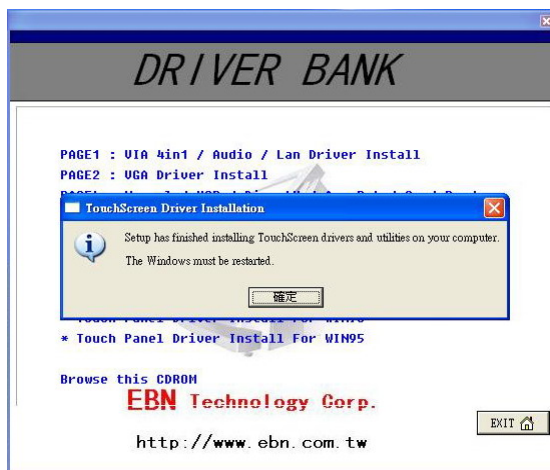 DRIVER BANK
PAGE1 : VIA 4in1 / Audio / Lan Driver Install
PAGE2 : VGA Driver Install
TouchScreen Driver Installation
Setup has finished installing TouchScreen drivers and utilities on your computer.
The Windows must be restarted.
確定
* Touch Panel Driver Install For WIN95
Browse this CDROM
EBN Technology Corp.
EXIT
http://www.ebn.com.tw